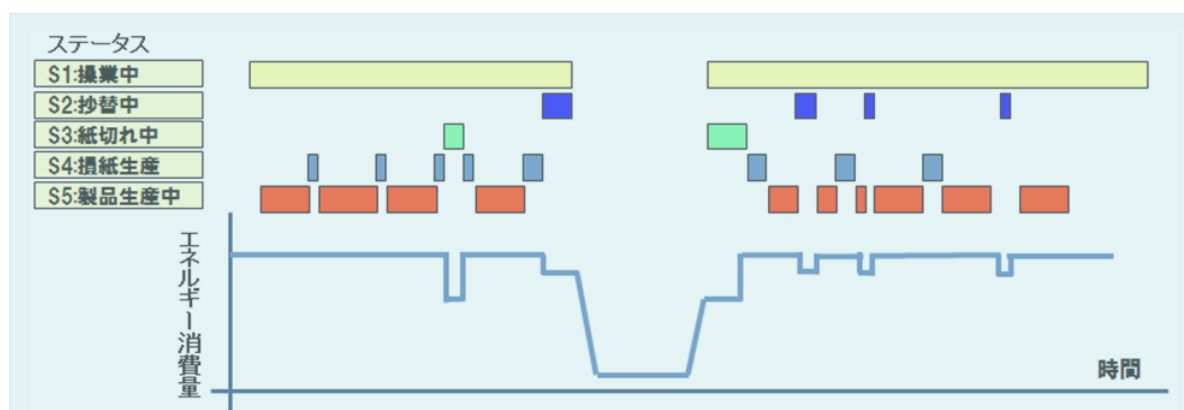 ステータス
S1:操業中
S2:抄替中
S3:紙切れ中
S4:損紙生産
S5:製品生産中
エネルギー消費量
時間